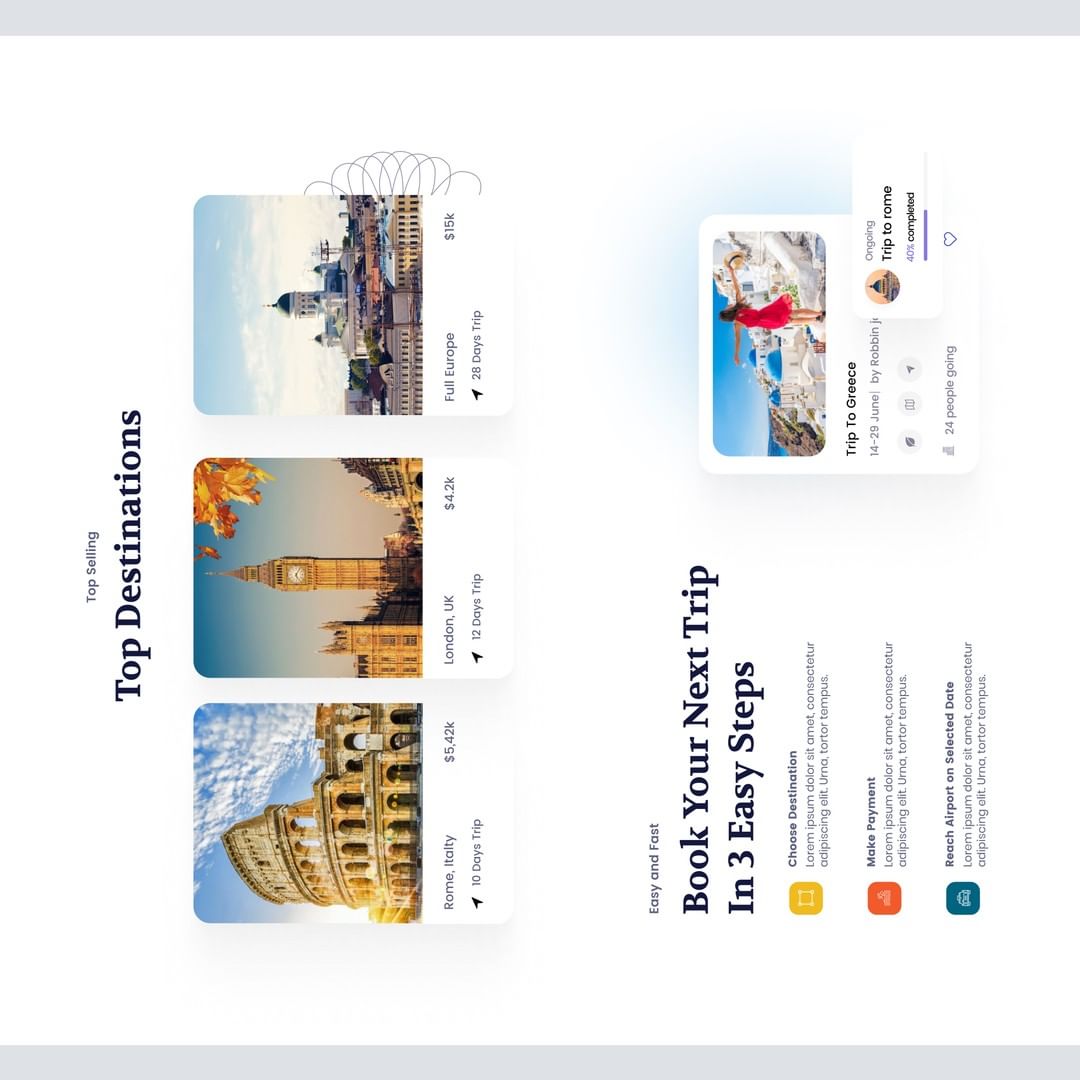 Top Selling
Top Destinations
Rome, Italty $5,42k
10 Days Trip
London, UK $4.2k
12 Days Trip
Full Europe $15k
28 Days Trip
Easy and Fast
Book Your Next Trip
In 3 Easy Steps
Choose Destination
Lorem ipsum dolor sit amet, consectetur
adipiscing elit. Urna, tortor tempus.
Make Payment
Lorem ipsum dolor sit amet, consectetur
adipiscing elit. Urna, tortor tempus.
Reach Airport on Selected Date
Lorem ipsum dolor sit amet, consectetur
adipiscing elit. Urna, tortor tempus.
Trip To Greece
14-29 June| by Robbin
24 people going
Ongoing
Trip to rome
40% completed